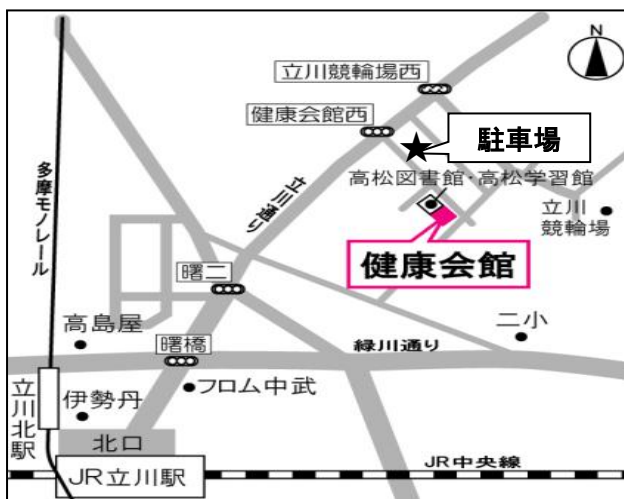 N
立川競輪場西
健康会館西
駐車場
高松図書館・高松学習館
立川
競輪場
健康会館
立川通り
多摩モノレール
曙二
高島屋
曙橋
緑川通り
二小
フロム中武
伊勢丹
立川北駅
北口
JR立川駅
JR中央線